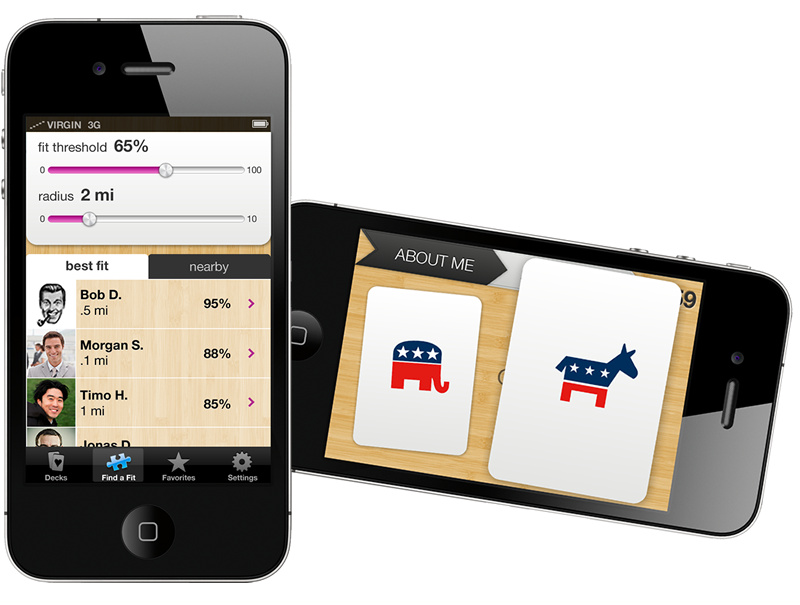 VIRGIN 3G
fit threshold 65%
0 100
radius 2 mi
0 10
best fit nearby
Bob D.
.5 mi
95%
Morgan S.
.1 mi
88%
Timo H.
1 mi
85%
Jonas D
Decks Find a Fit Favorites Settings
ABOUT ME
59